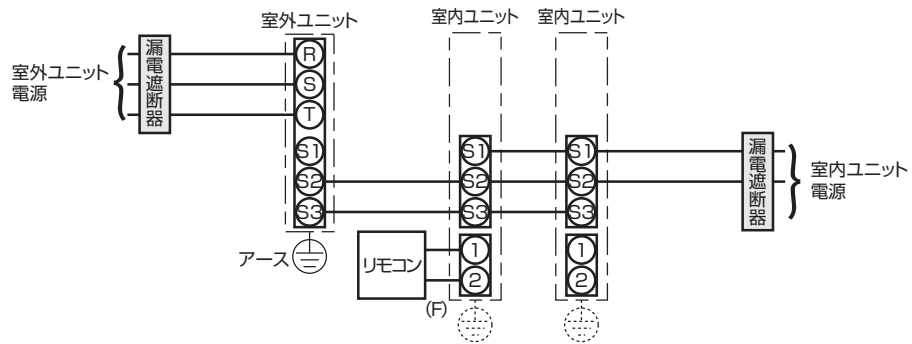 室外ユニット
室内ユニット
室内ユニット
室外ユニット
電源
漏電遮断器
R
S
T
S1
S2
S3
S1
S2
S3
S1
S2
S3
漏電遮断器
室内ユニット
電源
アース
リモコン
1
2
1
2
(F)